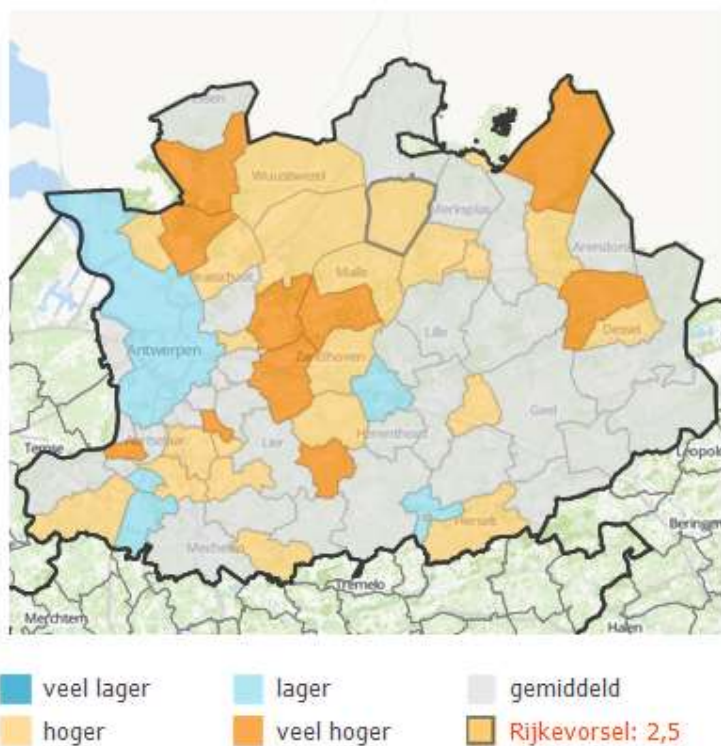 Essen
Wuustwezel
Merksplas
Arendonk
Brasschaat
Malle
Antwerpen
Lille
Dessel
Zandhoven
Geel
Lier
Herenthout
Temse
Leopold
Herselt
Beringen
Mechelen
Tremelo
Merchtem
Halen
veel lager
lager
gemiddeld
hoger
veel hoger
Rijkevorsel: 2,5